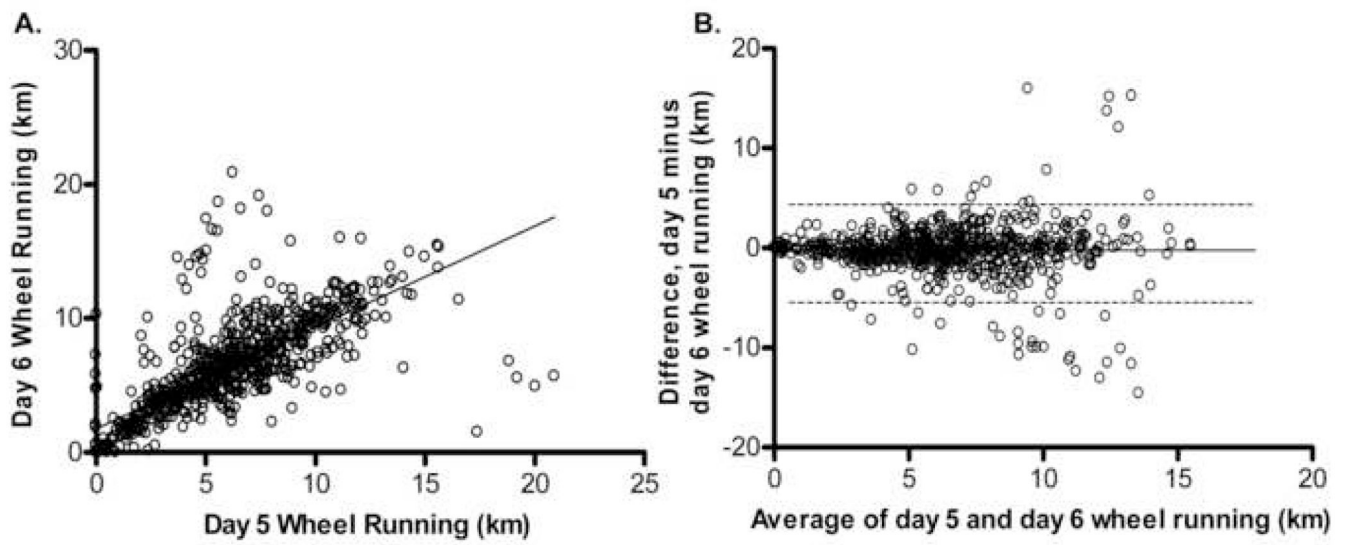 A.
30
20
10
0
Day 6 Wheel Running (km)
0 5 10 15 20 25
Day 5 Wheel Running (km)
B.
20
10
0
-10
-20
Difference, day 5 minus
day 6 wheel running (km)
0 5 10 15 20
Average of day 5 and day 6 wheel running (km)